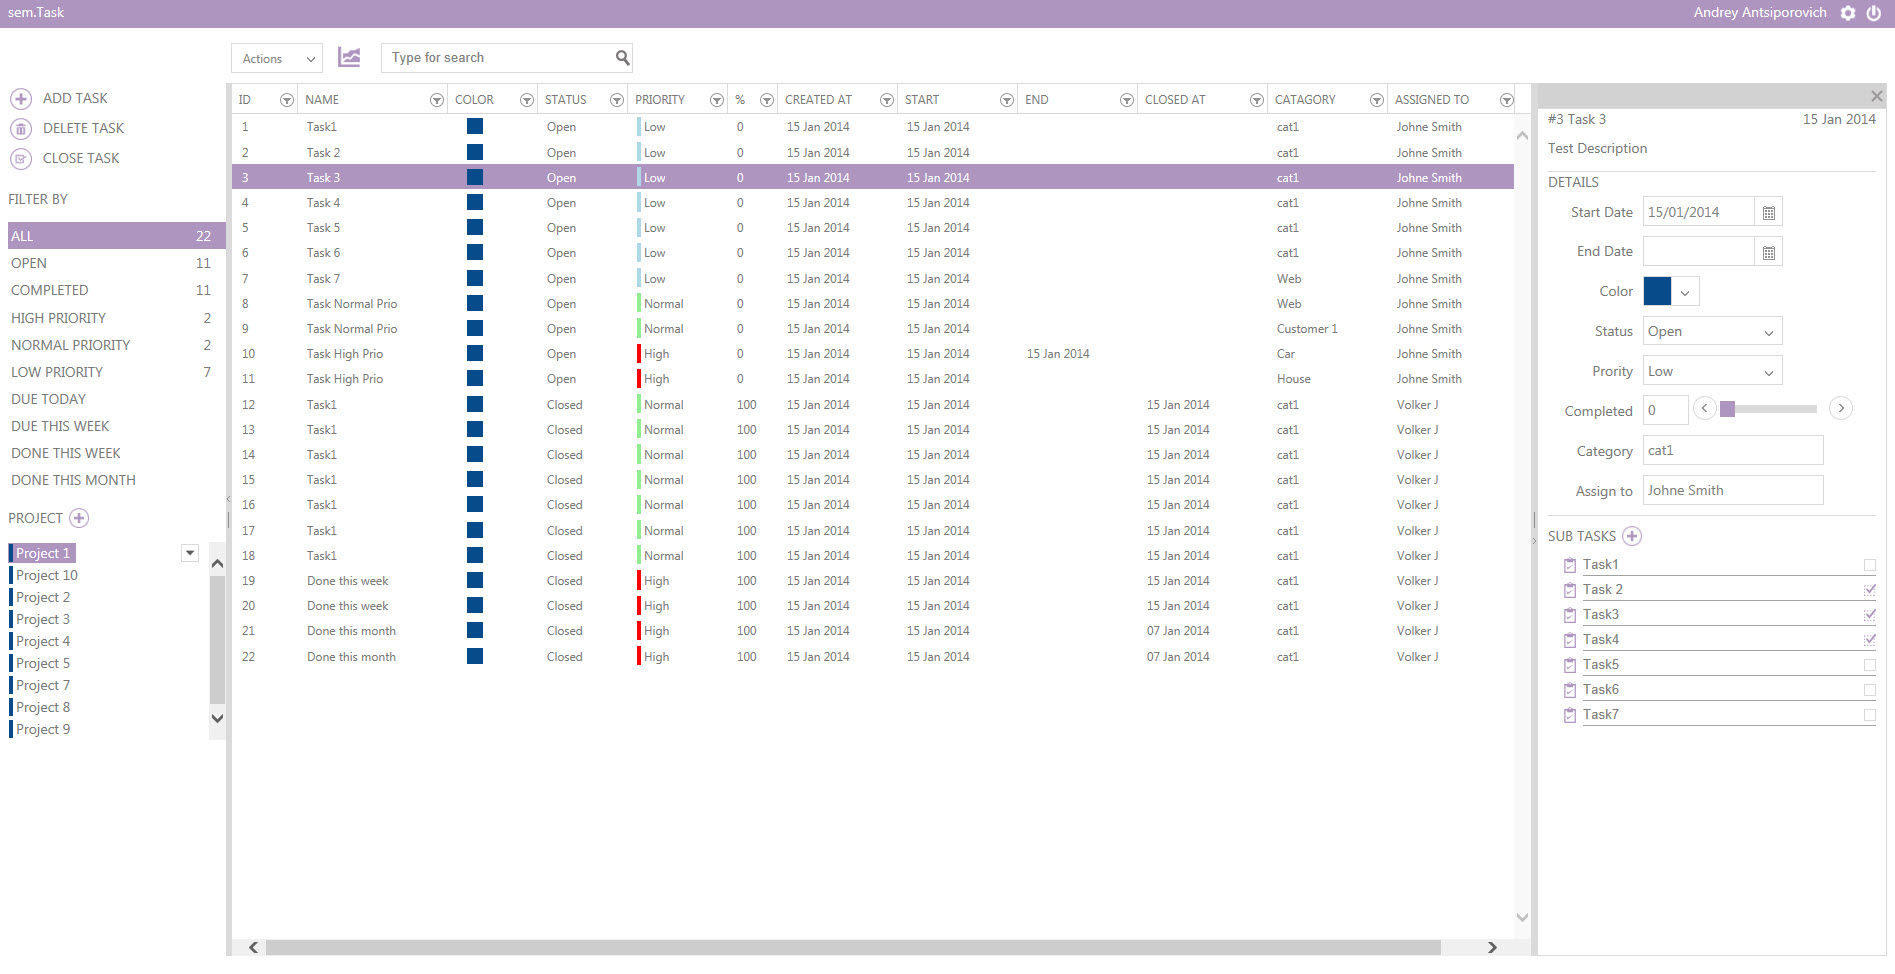 sem.Task
Andrey Antsiporovich
Actions
Type for search
ADD TASK
DELETE TASK
CLOSE TASK
FILTER BY
ALL 22
OPEN 11
COMPLETED 11
HIGH PRIORITY 2
NORMAL PRIORITY 2
LOW PRIORITY 7
DUE TODAY
DUE THIS WEEK
DONE THIS WEEK
DONE THIS MONTH
PROJECT
Project 1
Project 10
Project 2
Project 3
Project 4
Project 5
Project 7
Project 8
Project 9
ID NAME COLOR STATUS PRIORITY % CREATED AT START END CLOSED AT CATAGORY ASSIGNED TO
1 Task1 Open Low 0 15 Jan 2014 15 Jan 2014 cat1 Johne Smith
2 Task 2 Open Low 0 15 Jan 2014 15 Jan 2014 cat1 Johne Smith
3 Task 3 Open Low 0 15 Jan 2014 15 Jan 2014 cat1 Johne Smith
4 Task 4 Open Low 0 15 Jan 2014 15 Jan 2014 cat1 Johne Smith
5 Task 5 Open Low 0 15 Jan 2014 15 Jan 2014 cat1 Johne Smith
6 Task 6 Open Low 0 15 Jan 2014 15 Jan 2014 cat1 Johne Smith
7 Task 7 Open Low 0 15 Jan 2014 15 Jan 2014 Web Johne Smith
8 Task Normal Prio Open Normal 0 15 Jan 2014 15 Jan 2014 Web Johne Smith
9 Task Normal Prio Open Normal 0 15 Jan 2014 15 Jan 2014 Customer 1 Johne Smith
10 Task High Prio Open High 0 15 Jan 2014 15 Jan 2014 15 Jan 2014 Car Johne Smith
11 Task High Prio Open High 0 15 Jan 2014 15 Jan 2014 House Johne Smith
12 Task1 Closed Normal 100 15 Jan 2014 15 Jan 2014 15 Jan 2014 cat1 Volker J
13 Task1 Closed Normal 100 15 Jan 2014 15 Jan 2014 15 Jan 2014 cat1 Volker J
14 Task1 Closed Normal 100 15 Jan 2014 15 Jan 2014 15 Jan 2014 cat1 Volker J
15 Task1 Closed Normal 100 15 Jan 2014 15 Jan 2014 15 Jan 2014 cat1 Volker J
16 Task1 Closed Normal 100 15 Jan 2014 15 Jan 2014 15 Jan 2014 cat1 Volker J
17 Task1 Closed Normal 100 15 Jan 2014 15 Jan 2014 15 Jan 2014 cat1 Volker J
18 Task1 Closed Normal 100 15 Jan 2014 15 Jan 2014 15 Jan 2014 cat1 Volker J
19 Done this week Closed High 100 15 Jan 2014 15 Jan 2014 15 Jan 2014 cat1 Volker J
20 Done this week Closed High 100 15 Jan 2014 15 Jan 2014 15 Jan 2014 cat1 Volker J
21 Done this month Closed High 100 15 Jan 2014 15 Jan 2014 07 Jan 2014 cat1 Volker J
22 Done this month Closed High 100 15 Jan 2014 15 Jan 2014 07 Jan 2014 cat1 Volker J
#3 Task 3 15 Jan 2014
Test Description
DETAILS
Start Date 15/01/2014
End Date
Color
Status Open
Prority Low
Completed 0
Category cat1
Assign to Johne Smith
SUB TASKS
Task1
Task 2
Task3
Task4
Task5
Task6
Task7